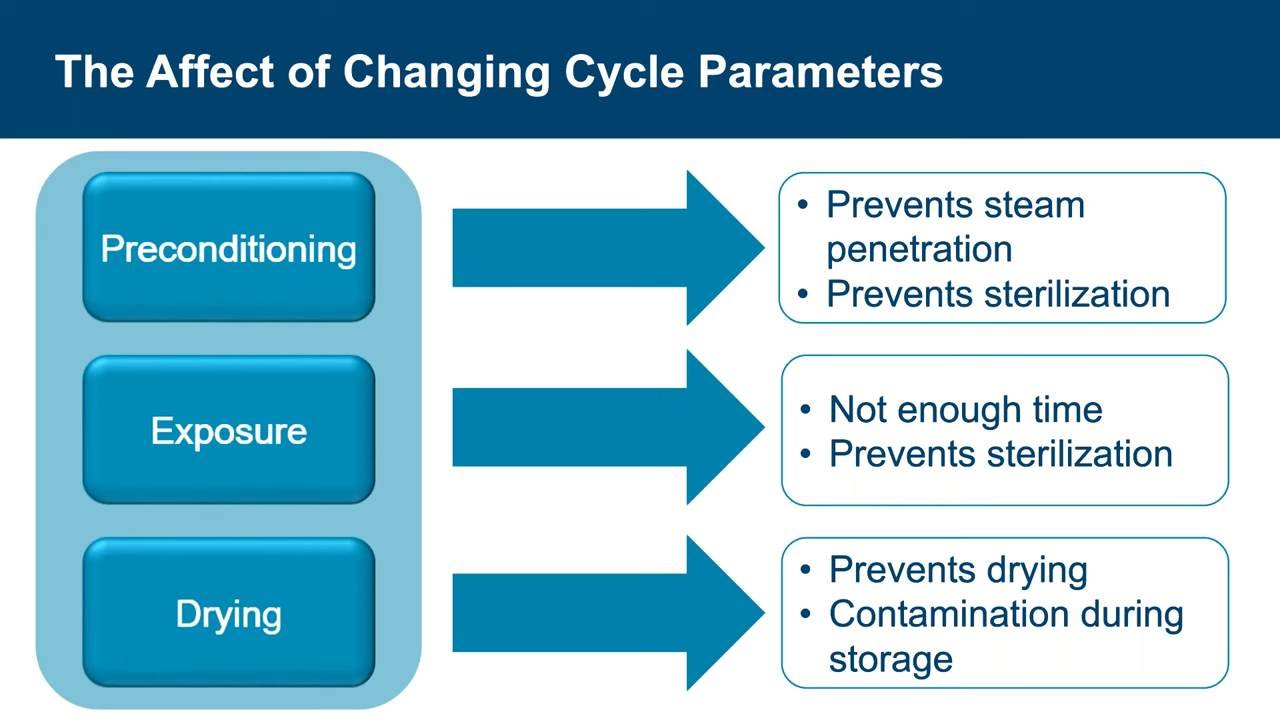 The Affect of Changing Cycle Parameters
Preconditioning
• Prevents steam
penetration
• Prevents sterilization
Exposure
• Not enough time
• Prevents sterilization
Drying
• Prevents drying
• Contamination during
storage